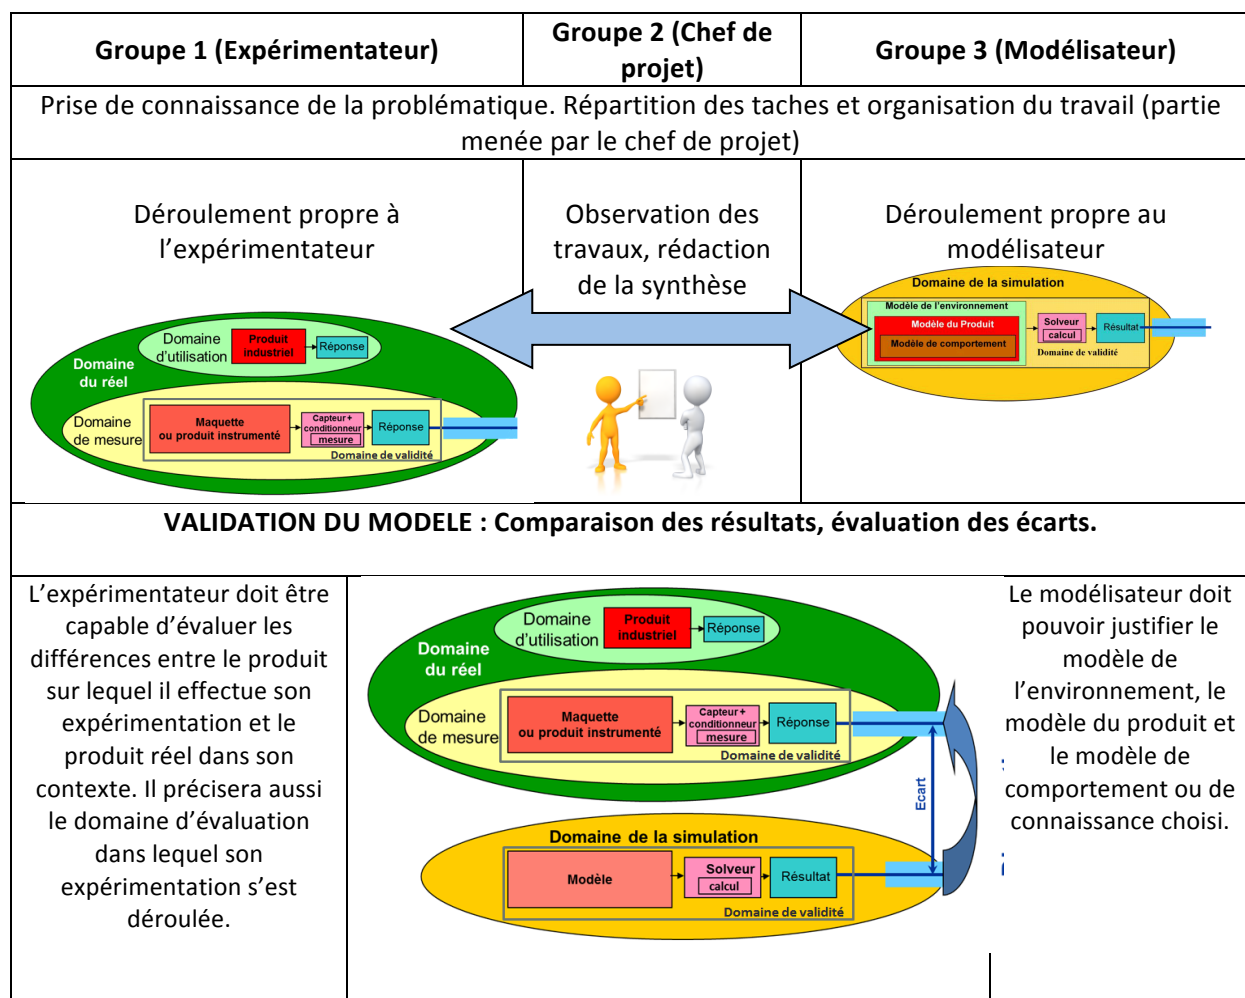 Groupe 1 (Expérimentateur)
Groupe 2 (Chef de
projet)
Groupe 3 (Modélisateur)
Prise de connaissance de la problématique. Répartition des taches et organisation du travail (partie
menée par le chef de projet)
Déroulement propre à
l’expérimentateur
Domaine
d'utilisation
Produit
industriel
Réponse
Domaine
du réel
Domaine
de mesure
Maquette
ou produit instrumenté
Capteur +
conditionneur
mesure
Réponse
Domaine de validité
Observation des
travaux, rédaction
de la synthèse
Déroulement propre au
modélisateur
Domaine de la simulation
Modèle de l'environnement
Modèle du Produit
Modèle de comportement
Solveur
calcul
Résultat
Domaine de validité
VALIDATION DU MODELE : Comparaison des résultats, évaluation des écarts.
L’expérimentateur doit être
capable d’évaluer les
différences entre le produit
sur lequel il effectue son
expérimentation et le
produit réel dans son
contexte. Il précisera aussi
le domaine d’évaluation
dans lequel son
expérimentation s’est
déroulée.
Domaine
d'utilisation
Produit
industriel
Réponse
Domaine
du réel
Domaine
de mesure
Maquette
ou produit instrumenté
Capteur +
conditionneur
mesure
Réponse
Domaine de validité
Ecart
Domaine de la simulation
Modèle
Solveur
calcul
Résultat
Domaine de validité
Le modélisateur doit
pouvoir justifier le
modèle de
l’environnement, le
modèle du produit et
le modèle de
comportement ou de
connaissance choisi.